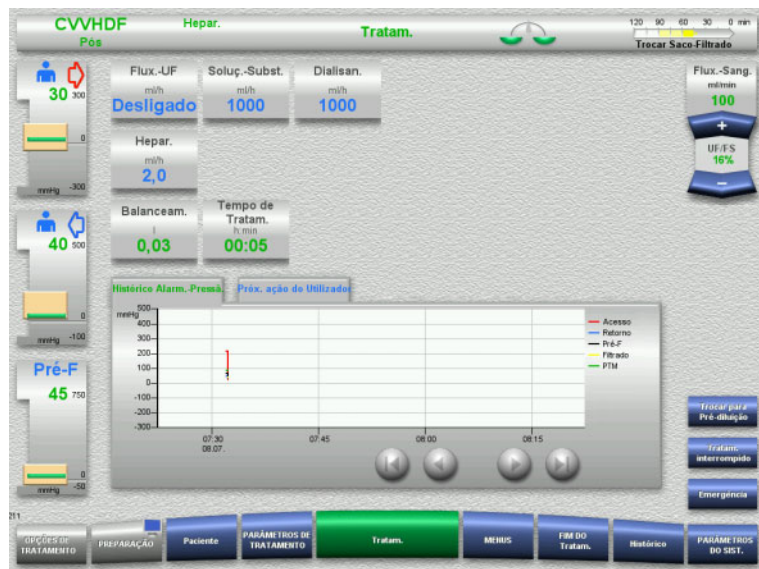 CVVHDF
Pós
Hepar.
Tratam.
120 90 60 30 0 min
Trocar Saco-Filtrado
30
300
0
mmHg -300
Flux.-UF
ml/h
Desligado
Soluç.-Subst.
ml/h
1000
Dialisan.
ml/h
1000
Flux.-Sang.
ml/min
100
+
UF/FS
16%
−
Hepar.
ml/h
2,0
Balanceam.
l
0,03
Tempo de
Tratam.
h:min
00:05
40
500
0
mmHg -100
Histórico Alarm.-Pressã.
Próx. ação do Utilizador
mmHg
500
400
300
200
100
0
-100
-200
-300
07:30
08.07.
07:45
08:00
08:15
Acesso
Retorno
Pré-F
Filtrado
PTM
Pré-F
45
750
0
mmHg -50
Trocar para
Pré-diluição
Tratam.
interrompido
Emergência
211
OPÇÕES DE
TRATAMENTO
PREPARAÇÃO
Paciente
PARÂMETROS DE
TRATAMENTO
Tratam.
MENUS
FIM DO
Tratam.
Histórico
PARÂMETROS
DO SIST.